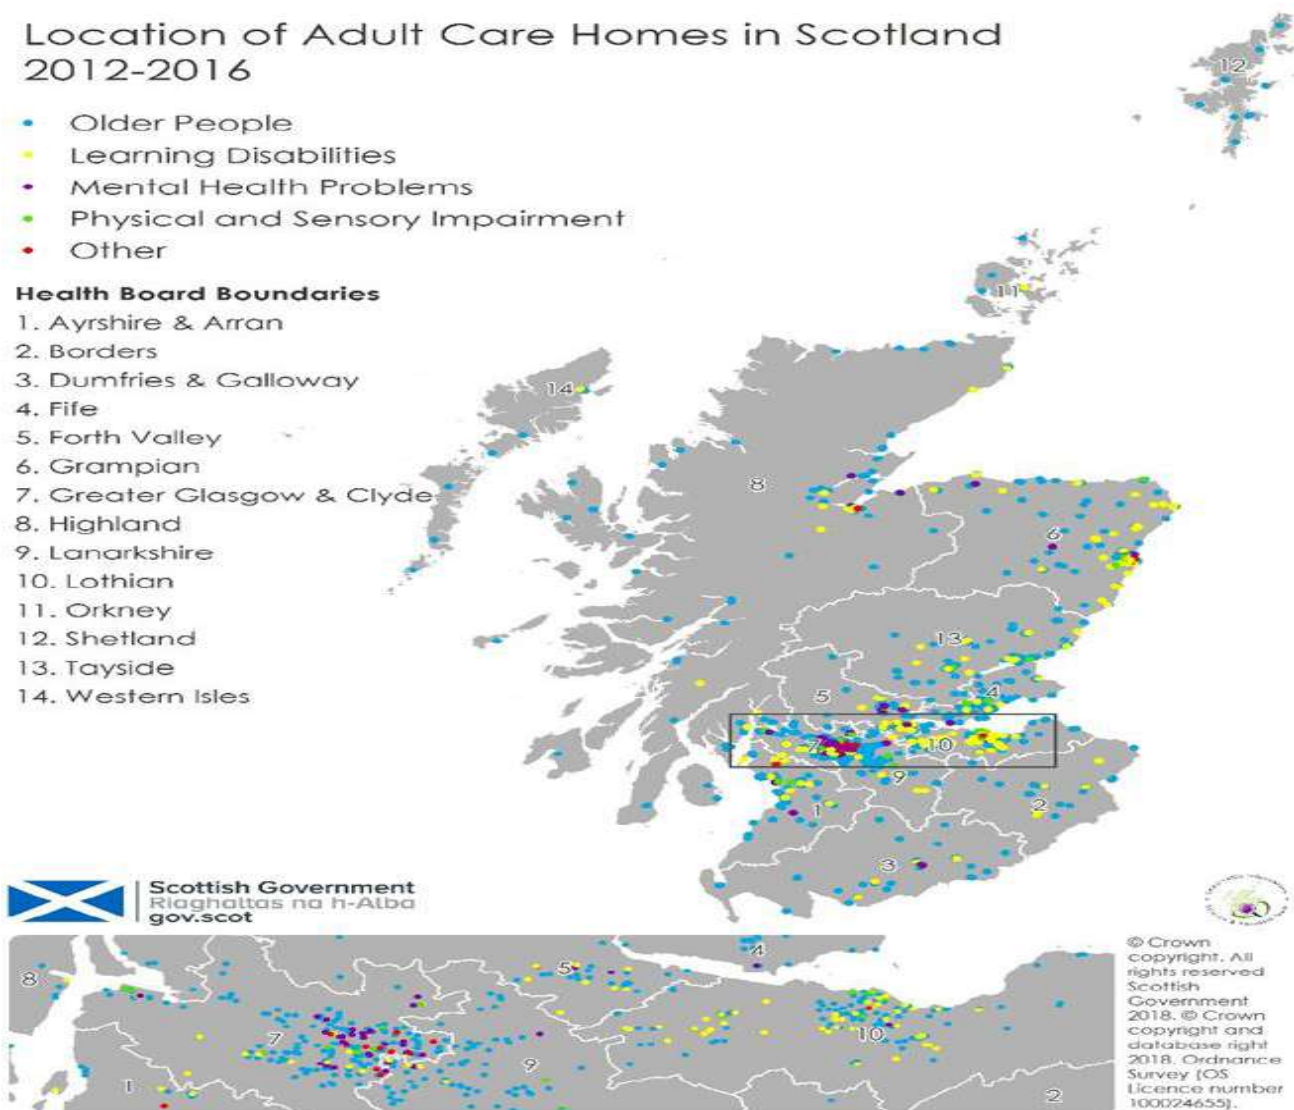 Location of Adult Care Homes in Scotland
2012-2016
Older People
Learning Disabilities
Mental Health Problems
Physical and Sensory Impairment
Other
Health Board Boundaries
1. Ayrshire & Arran
2. Borders
3. Dumfries & Galloway
4. Fife
5. Forth Valley
6. Grampian
7. Greater Glasgow & Clyde
8. Highland
9. Lanarkshire
10. Lothian
11. Orkney
12. Shetland
13. Tayside
14. Western Isles
12
11
14
8
6
13
4
5
7
10
9
1
2
3
Scottish Government
Riaghaltas na h-Alba
gov.scot
8
7
1
5
9
4
10
2
© Crown
copyright. All
rights reserved
Scottish
Government
2018. © Crown
copyright and
database right
2018. Ordnance
Survey (OS
Licence number
100024655).